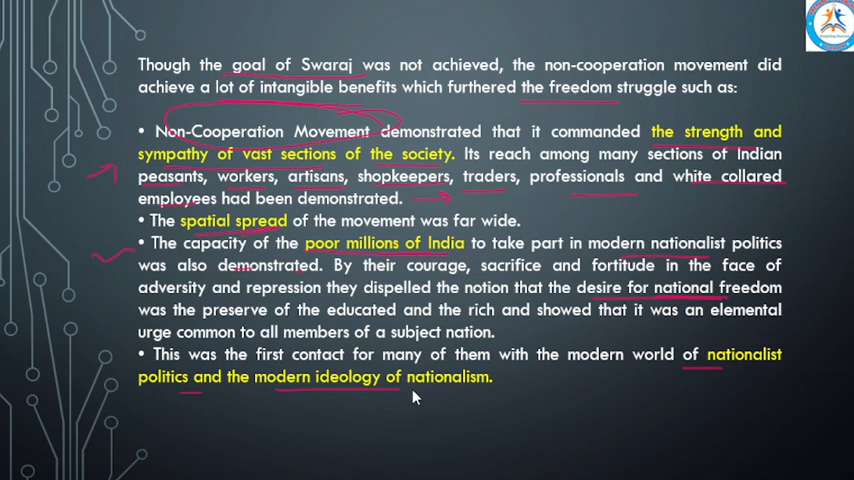 Though the goal of Swaraj was not achieved, the non-cooperation movement did
achieve a lot of intangible benefits which furthered the freedom struggle such as:
• Non-Cooperation Movement demonstrated that it commanded the strength and
sympathy of vast sections of the society. Its reach among many sections of Indian
peasants, workers, artisans, shopkeepers, traders, professionals and white collared
employees had been demonstrated.
• The spatial spread of the movement was far wide.
• The capacity of the poor millions of India to take part in modern nationalist politics
was also demonstrated. By their courage, sacrifice and fortitude in the face of
adversity and repression they dispelled the notion that the desire for national freedom
was the preserve of the educated and the rich and showed that it was an elemental
urge common to all members of a subject nation.
• This was the first contact for many of them with the modern world of nationalist
politics and the modern ideology of nationalism.